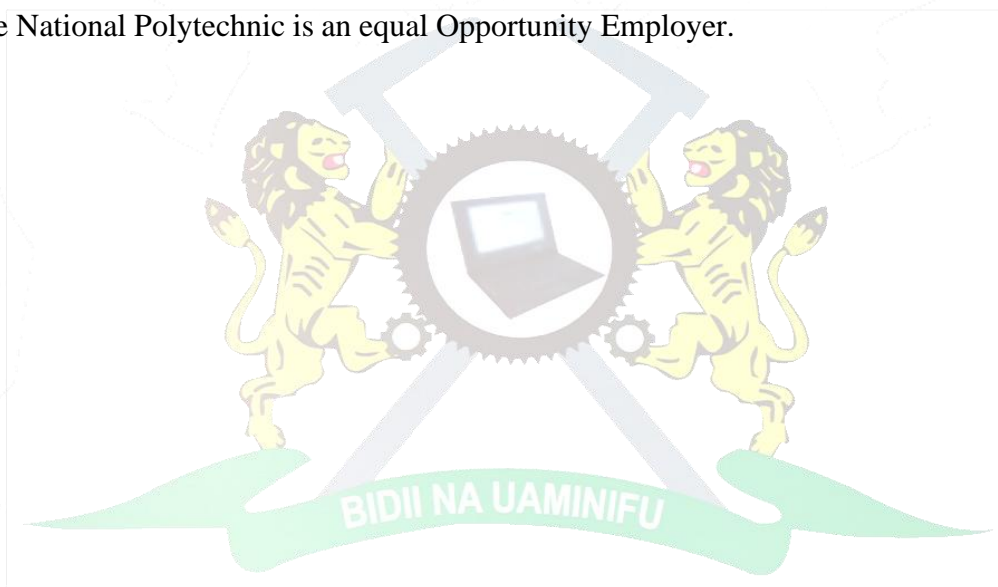 National Polytechnic is an equal Opportunity Employer.
BIDII NA UAMINIFU